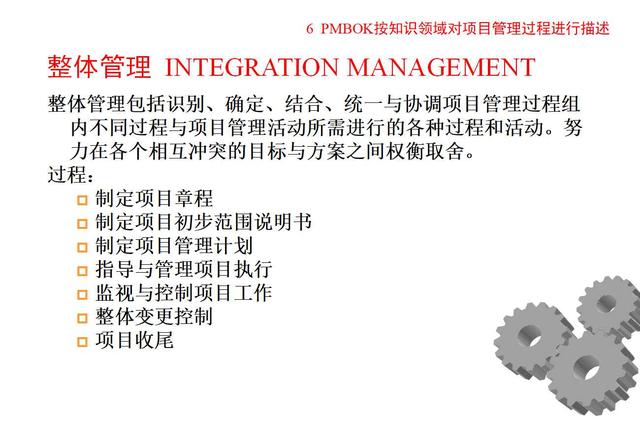 6 PMBOK按知识领域对项目管理过程进行描述
整体管理 INTEGRATION MANAGEMENT
整体管理包括识别、确定、结合、统一与协调项目管理过程组
内不同过程与项目管理活动所需进行的各种过程和活动。努
力在各个相互冲突的目标与方案之间权衡取舍。
过程：
制定项目章程
制定项目初步范围说明书
制定项目管理计划
指导与管理项目执行
监视与控制项目工作
整体变更控制
项目收尾